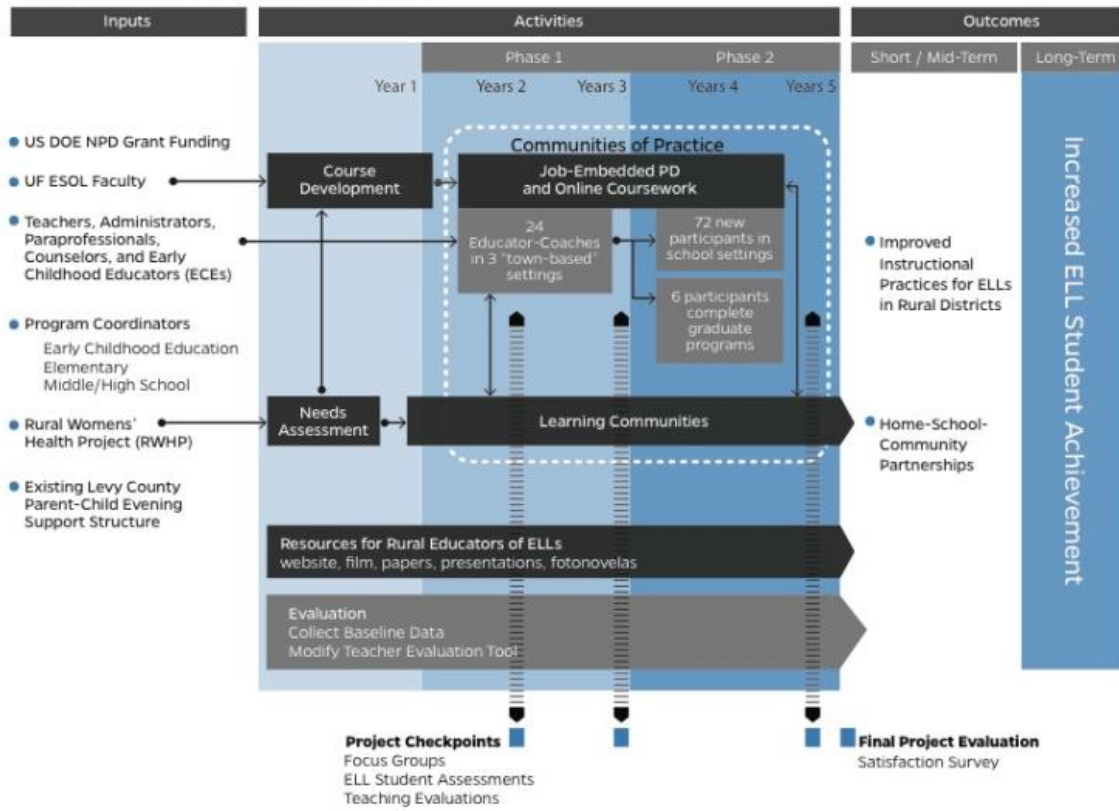 Inputs
Activities
Outcomes
Phase 1
Phase 2
Short / Mid-Term
Long-Term
Year 1
Years 2
Years 3
Years 4
Years 5
US DOE NPD Grant Funding
UF ESOL Faculty
Teachers, Administrators,
Paraprofessionals,
Counselors, and Early
Childhood Educators (ECEs)
Program Coordinators
Early Childhood Education
Elementary
Middle/High School
Rural Womens'
Health Project (RWHP)
Existing Levy County
Parent-Child Evening
Support Structure
Course
Development
Communities of Practice
Job-Embedded PD
and Online Coursework
24
Educator-Coaches
in 3 "town-based"
settings
72 new
participants in
school settings
6 participants
complete
graduate
programs
Needs
Assessment
Learning Communities
Resources for Rural Educators of ELLs
website, film, papers, presentations, fotonovelas
Evaluation
Collect Baseline Data
Modify Teacher Evaluation Tool
Improved
Instructional
Practices for ELLs
in Rural Districts
Home-School-
Community
Partnerships
Increased ELL Student Achievement
Project Checkpoints
Focus Groups
ELL Student Assessments
Teaching Evaluations
Final Project Evaluation
Satisfaction Survey